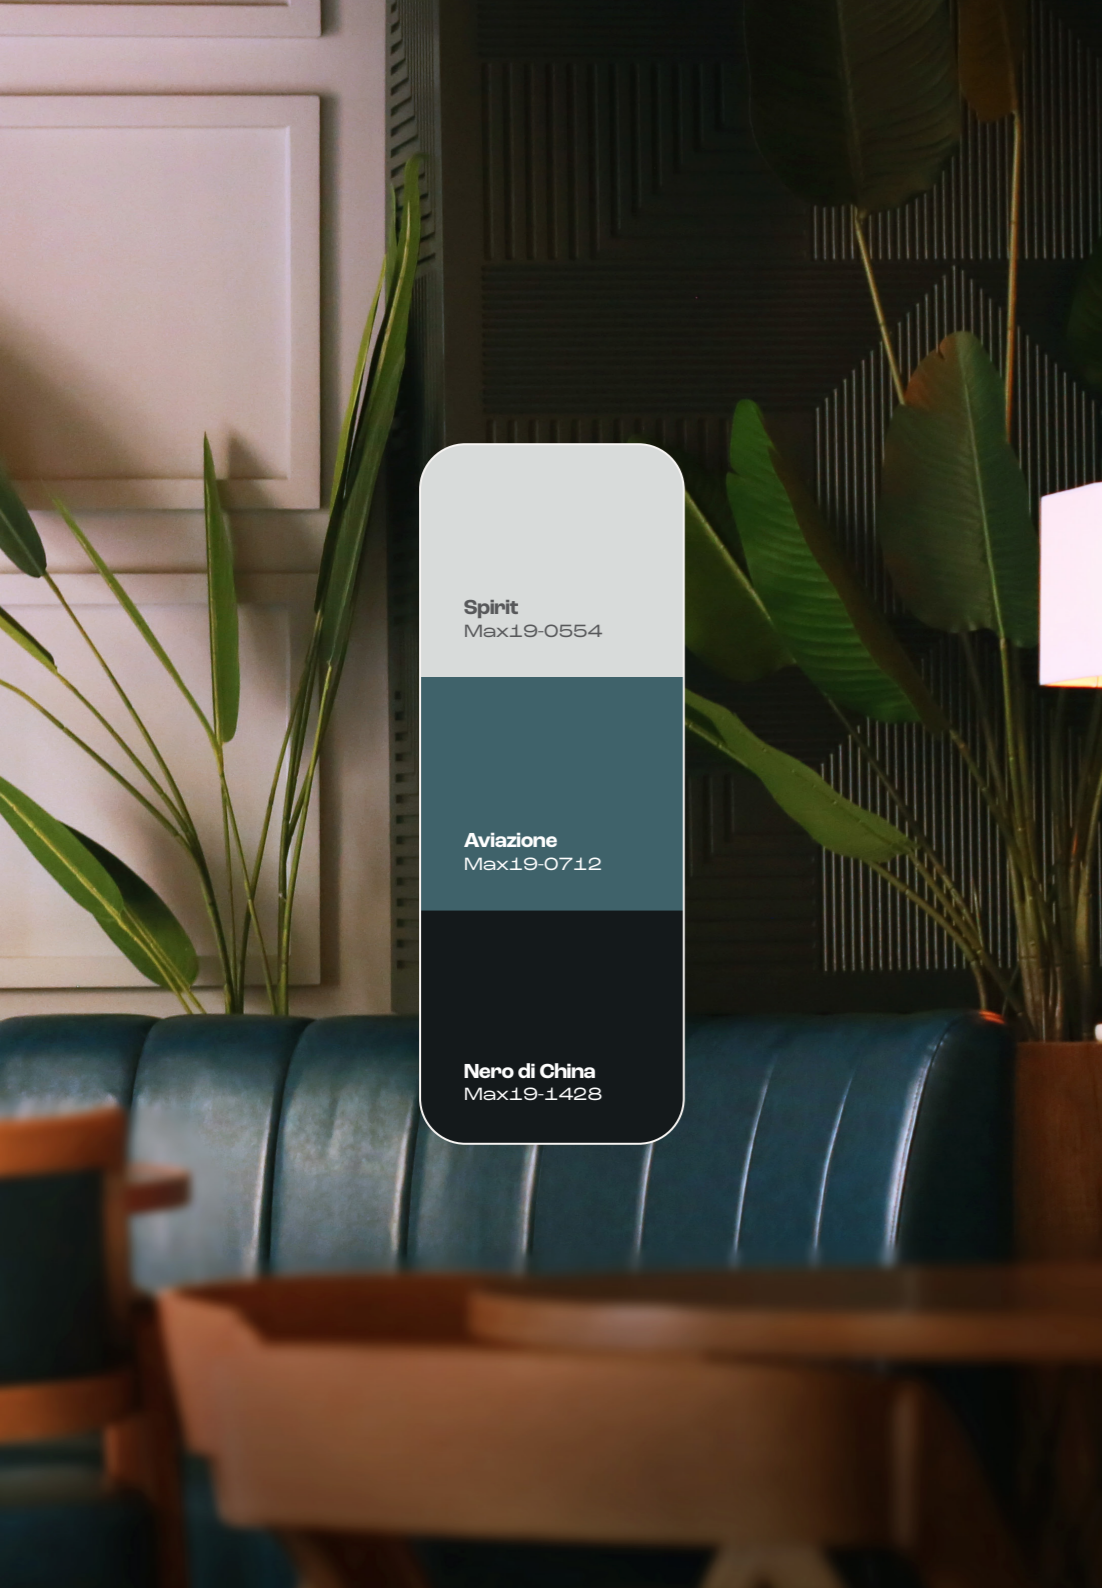 Spirit
Max19-0554
Aviazione
Max19-0712
Nero di China
Max19-1428